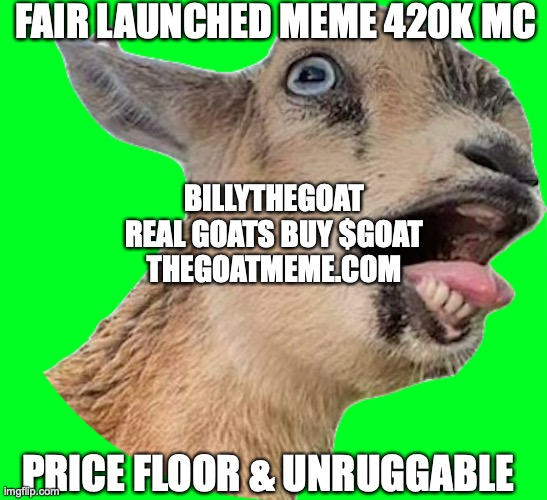 FAIR LAUNCHED MEME 420K MC
BILLYTHEGOAT
REAL GOATS BUY $GOAT
THEGOATMEME.COM
PRICE FLOOR & UNRUGGABLE
imgflip.com